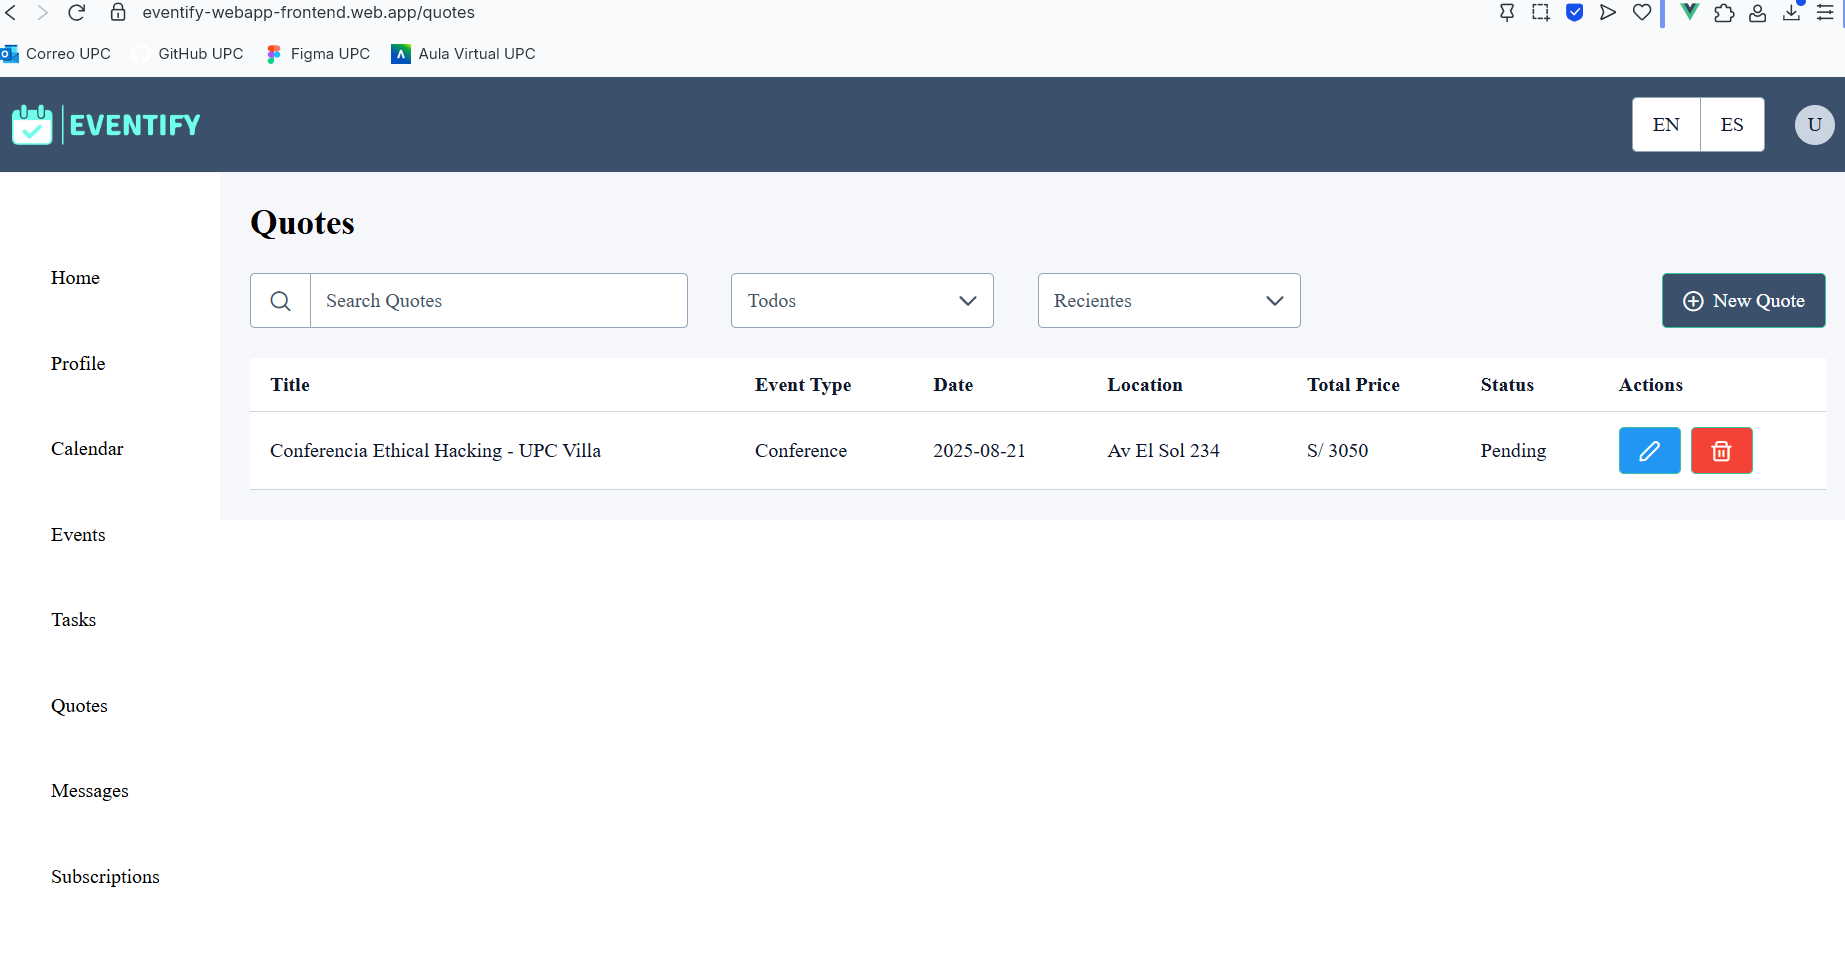 eventify-webapp-frontend.web.app/quotes
Correo UPC GitHub UPC Figma UPC Aula Virtual UPC
EVENTIFY
EN ES U
Quotes
Home
Search Quotes Todos Recientes New Quote
Profile
Title Event Type Date Location Total Price Status Actions
Calendar
Conferencia Ethical Hacking - UPC Villa Conference 2025-08-21 Av El Sol 234 S/ 3050 Pending
Events
Tasks
Quotes
Messages
Subscriptions